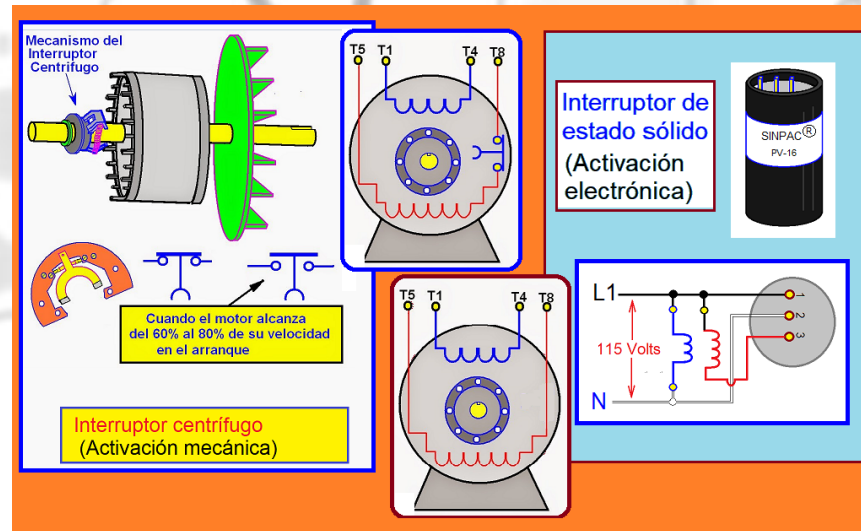 Mecanismo del
Interruptor
Centrífugo
Cuando el motor alcanza
del 60% al 80% de su velocidad
en el arranque
Interruptor centrífugo
(Activación mecánica)
T5 T1 T4 T8
T5 T1 T4 T8
Interruptor de
estado sólido
(Activación
electrónica)
SINPAC®
PV-16
L1
115 Volts
N
1
2
3